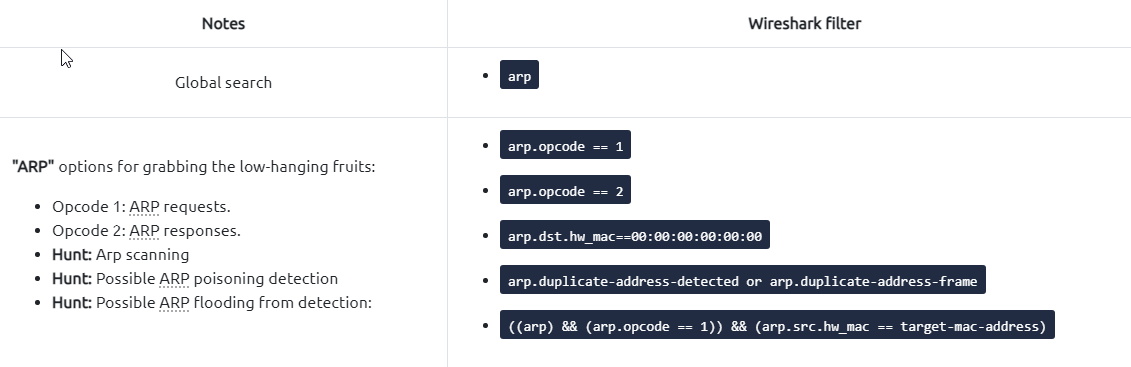 Notes
Wireshark filter
Global search
arp
"ARP" options for grabbing the low-hanging fruits:
Opcode 1: ARP requests.
Opcode 2: ARP responses.
Hunt: Arp scanning
Hunt: Possible ARP poisoning detection
Hunt: Possible ARP flooding from detection:
arp.opcode == 1
arp.opcode == 2
arp.dst.hw_mac==00:00:00:00:00:00
arp.duplicate-address-detected or arp.duplicate-address-frame
((arp) && (arp.opcode == 1)) && (arp.src.hw_mac == target-mac-address)